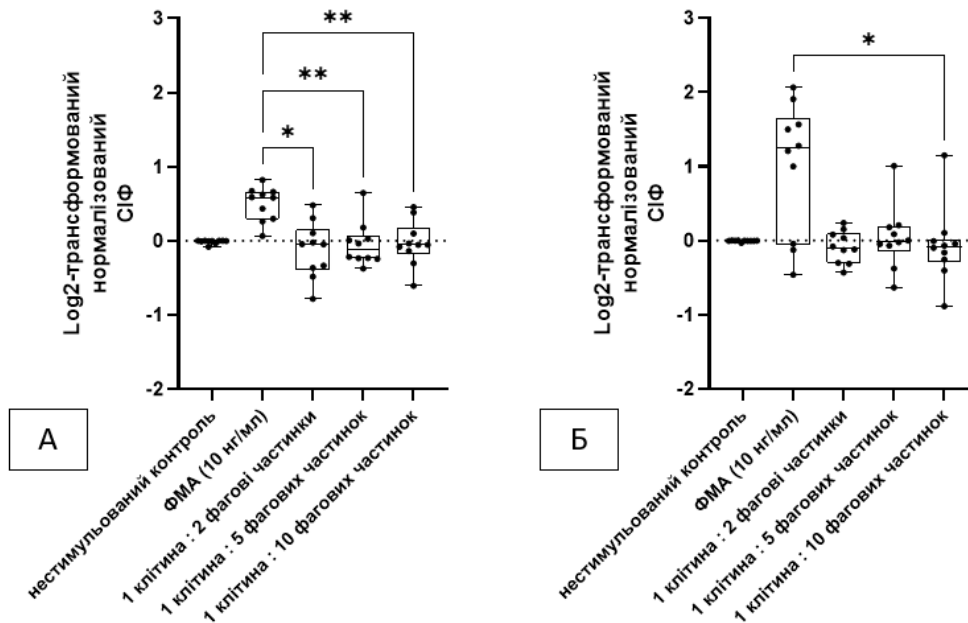 Log2-трансформований
нормалізований
СІФ
3
2
1
0
-1
-2
**
**
*
А
нестимульований контроль
ФМА (10 нг/мл)
1 клітина : 2 фагові частинки
1 клітина : 5 фагових частинок
1 клітина : 10 фагових частинок
Log2-трансформований
нормалізований
СІФ
3
2
1
0
-1
-2
*
Б
нестимульований контроль
ФМА (10 нг/мл)
1 клітина : 2 фагові частинки
1 клітина : 5 фагових частинок
1 клітина : 10 фагових частинок